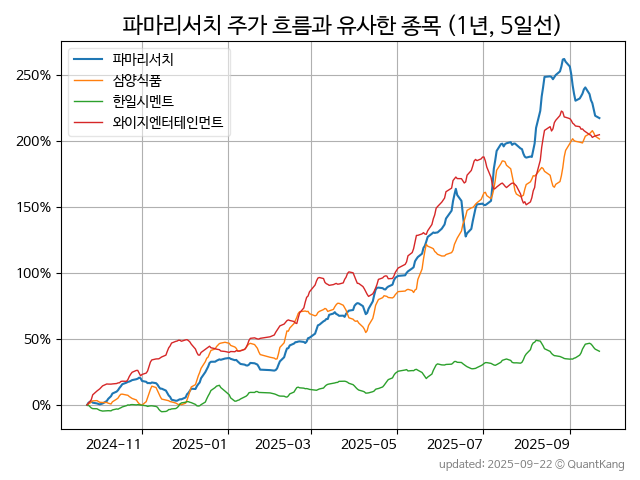 파마리서치 주가 흐름과 유사한 종목 (1년, 5일선)
파마리서치
삼양식품
한일시멘트
와이지엔터테인먼트
250%
200%
150%
100%
50%
0%
2024-11 2025-01 2025-03 2025-05 2025-07 2025-09
updated: 2025-09-22 © QuantKang